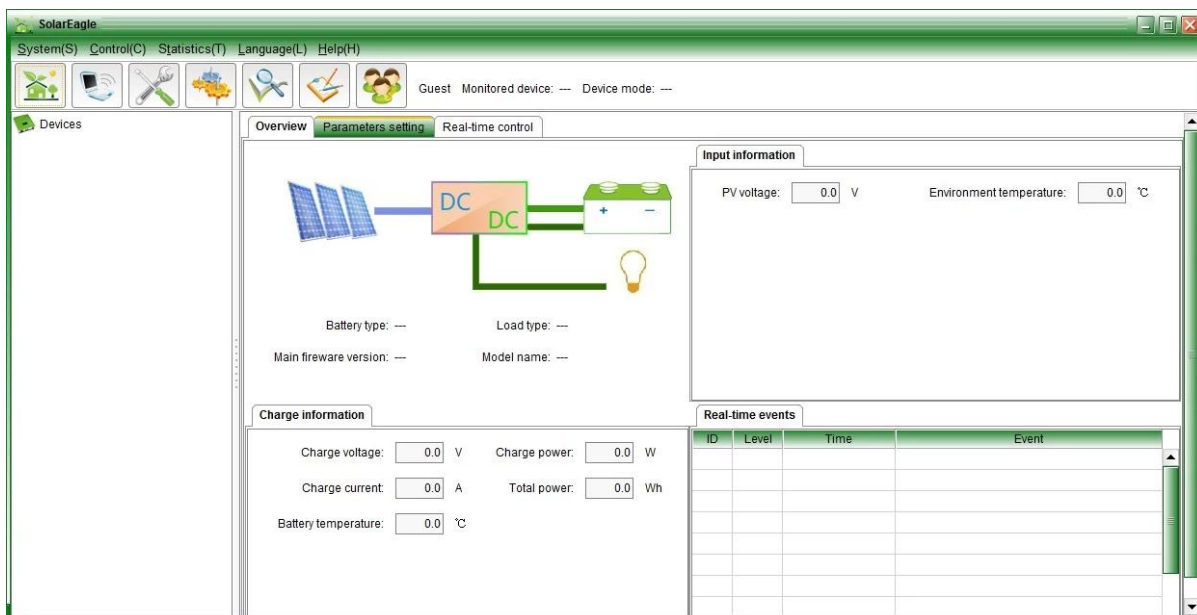 SolarEagle
System(S) Control(C) Statistics(T) Language(L) Help(H)
Guest Monitored device: --- Device mode: ---
Devices
Overview Parameters setting Real-time control
DC
DC
+ −
Battery type: --- Load type: ---
Main fireware version: --- Model name: ---
Input information
PV voltage: 0.0 V Environment temperature: 0.0 ℃
Charge information
Charge voltage: 0.0 V Charge power: 0.0 W
Charge current: 0.0 A Total power: 0.0 Wh
Battery temperature: 0.0 ℃
Real-time events
ID Level Time Event